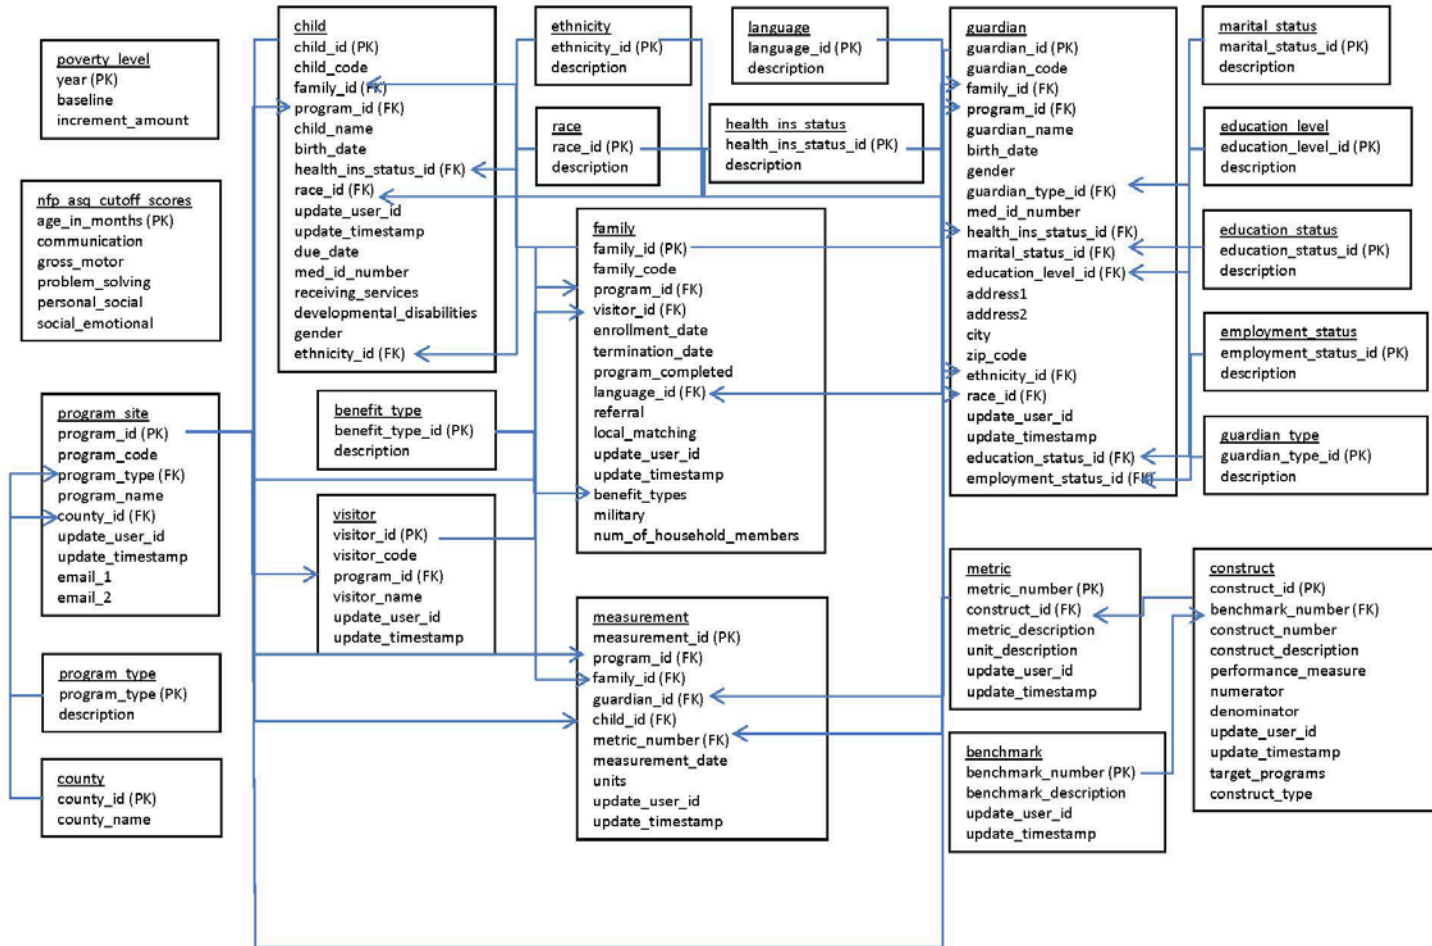 child
child_id (PK)
child_code
family_id (FK)
program_id (FK)
child_name
birth_date
health_ins_status_id (FK)
race_id (FK)
update_user_id
update_timestamp
due_date
med_id_number
receiving_services
developmental_disabilities
gender
ethnicity_id (FK)
ethnicity
ethnicity_id (PK)
description
language
language_id (PK)
description
guardian
guardian_id (PK)
guardian_code
family_id (FK)
program_id (FK)
guardian_name
birth_date
gender
guardian_type_id (FK)
med_id_number
health_ins_status_id (FK)
marital_status_id (FK)
education_level_id (FK)
address1
address2
city
zip_code
ethnicity_id (FK)
race_id (FK)
update_user_id
update_timestamp
education_status_id (FK)
employment_status_id (FK)
marital_status
marital_status_id (PK)
description
poverty_level
year (PK)
baseline
increment_amount
race
race_id (PK)
description
health_ins_status
health_ins_status_id (PK)
description
education_level
education_level_id (PK)
description
nfp_asq_cutoff_scores
age_in_months (PK)
communication
gross_motor
problem_solving
personal_social
social_emotional
family
family_id (PK)
family_code
program_id (FK)
visitor_id (FK)
enrollment_date
termination_date
program_completed
language_id (FK)
referral
local_matching
update_user_id
update_timestamp
benefit_types
military
num_of_household_members
education_status
education_status_id (PK)
description
employment_status
employment_status_id (PK)
description
program_site
program_id (PK)
program_code
program_type (FK)
program_name
county_id (FK)
update_user_id
update_timestamp
email_1
email_2
benefit_type
benefit_type_id (PK)
description
guardian_type
guardian_type_id (PK)
description
visitor
visitor_id (PK)
visitor_code
program_id (FK)
visitor_name
update_user_id
update_timestamp
measurement
measurement_id (PK)
program_id (FK)
family_id (FK)
guardian_id (FK)
child_id (FK)
metric_number (FK)
measurement_date
units
update_user_id
update_timestamp
metric
metric_number (PK)
construct_id (FK)
metric_description
unit_description
update_user_id
update_timestamp
construct
construct_id (PK)
benchmark_number (FK)
construct_number
construct_description
performance_measure
numerator
denominator
update_user_id
update_timestamp
target_programs
construct_type
program_type
program_type (PK)
description
benchmark
benchmark_number (PK)
benchmark_description
update_user_id
update_timestamp
county
county_id (PK)
county_name